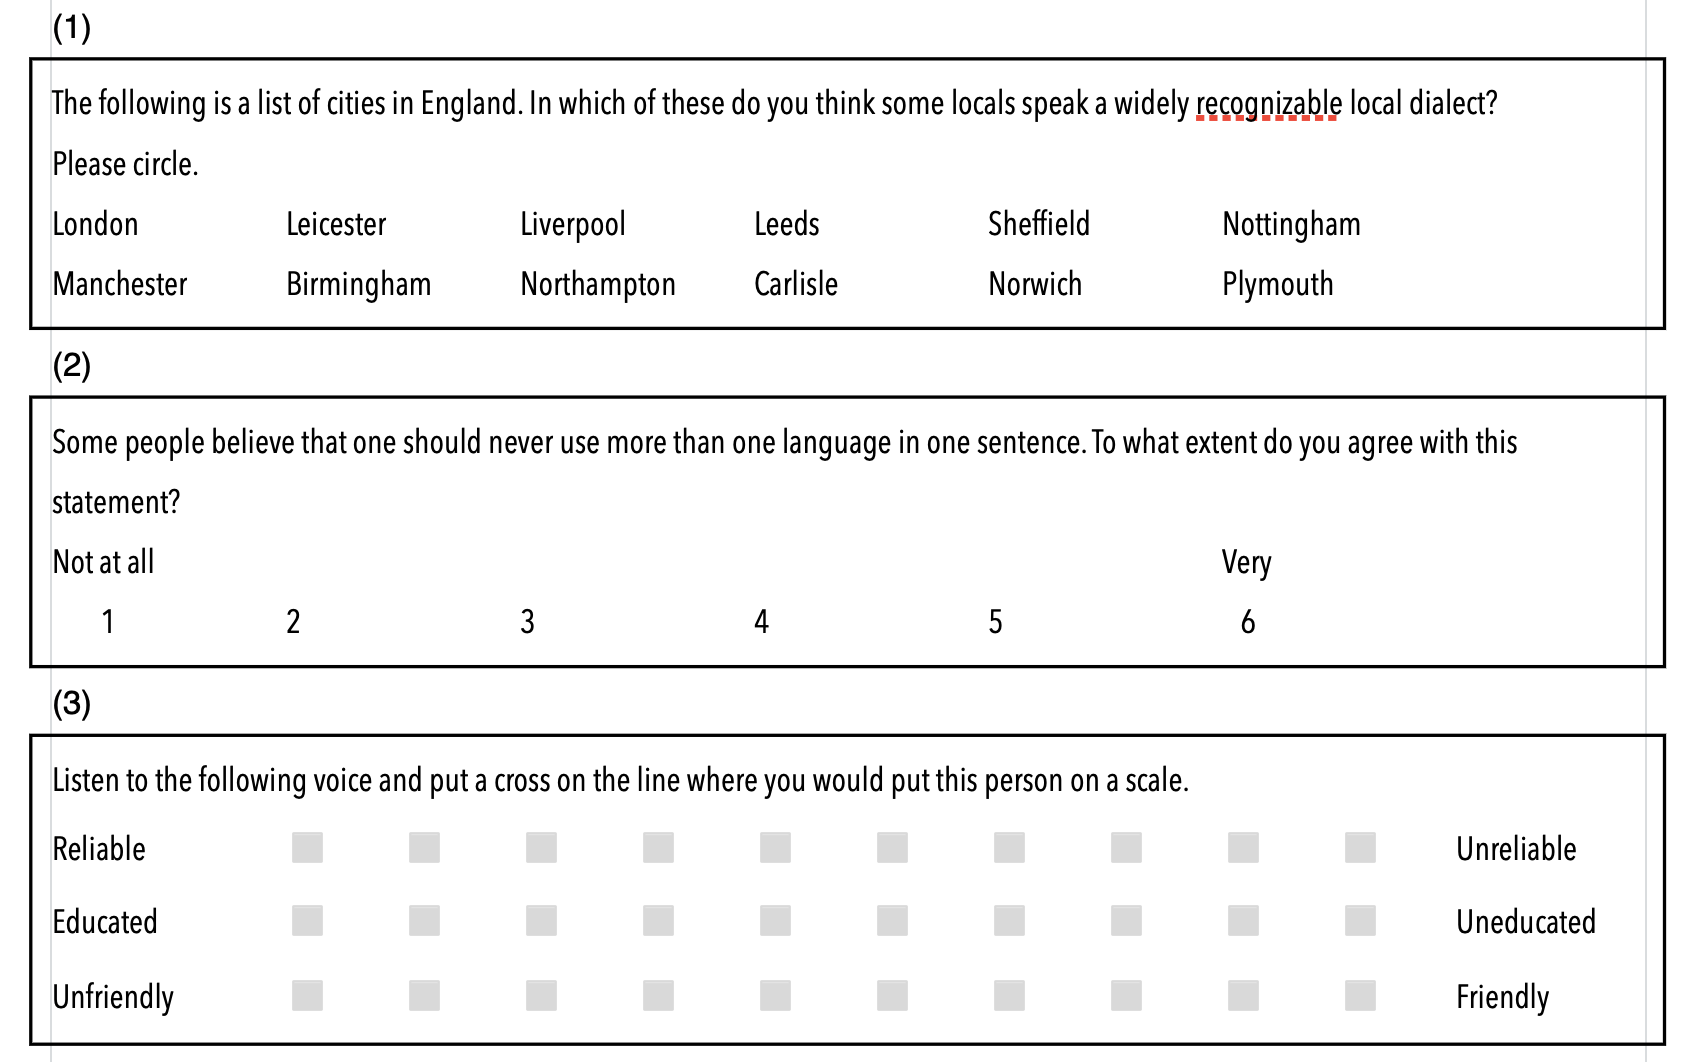 (1)
The following is a list of cities in England. In which of these do you think some locals speak a widely recognizable local dialect?
Please circle.
London Leicester Liverpool Leeds Sheffield Nottingham
Manchester Birmingham Northampton Carlisle Norwich Plymouth
(2)
Some people believe that one should never use more than one language in one sentence. To what extent do you agree with this
statement?
Not at all Very
1 2 3 4 5 6
(3)
Listen to the following voice and put a cross on the line where you would put this person on a scale.
Reliable Unreliable
Educated Uneducated
Unfriendly Friendly